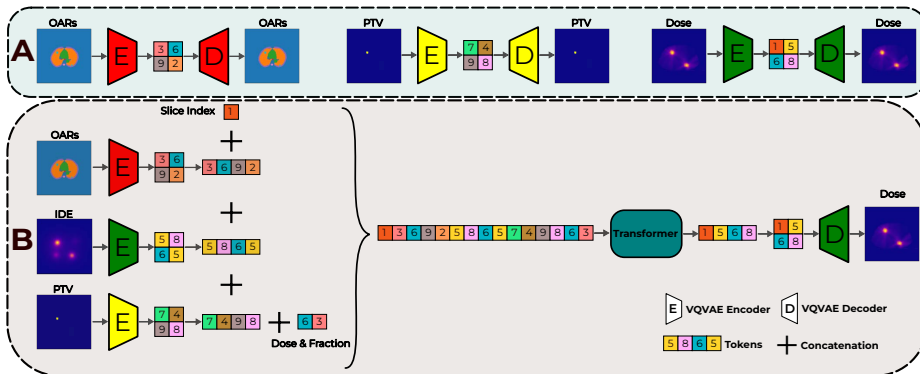 A
OARs
OARs
PTV
PTV
Dose
Dose
E
3 6
9 2
D
E
7 4
9 8
D
E
1 5
6 8
D
B
Slice Index 1
+
OARs
E
3 6
9 2
3 6 9 2
+
IDE
E
5 8
6 5
5 8 6 5
+
PTV
E
7 4
9 8
7 4 9 8
+
6 3
Dose & Fraction
1 3 6 9 2 5 8 6 5 7 4 9 8 6 3
Transformer
1 5 6 8
1 5
6 8
D
Dose
E VQVAE Encoder
D VQVAE Decoder
5 8 6 5 Tokens
+ Concatenation